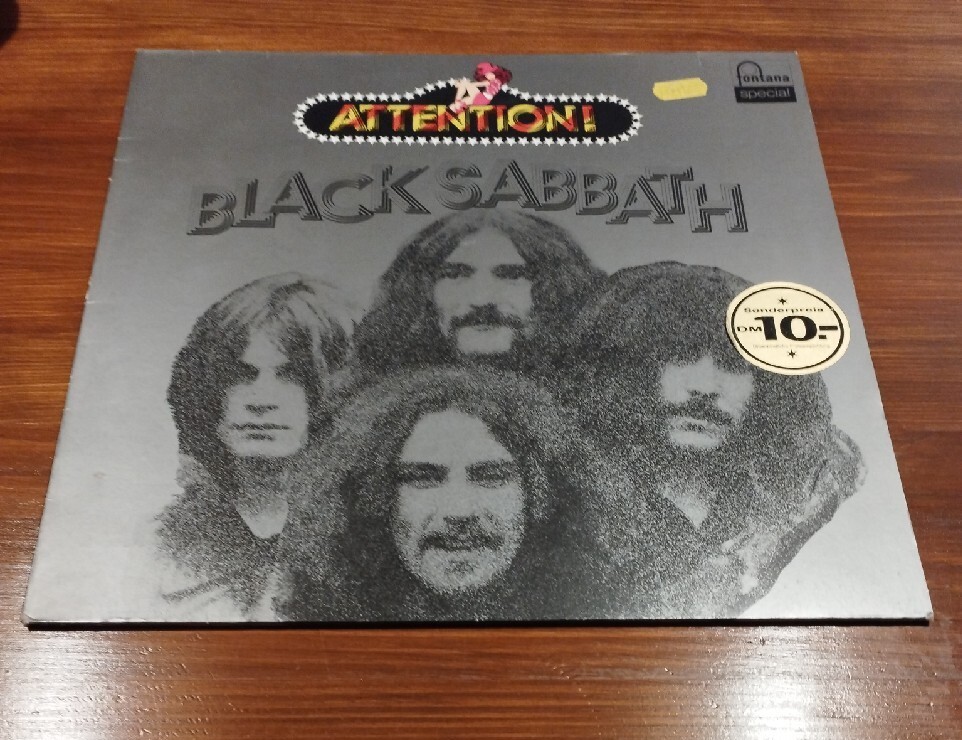 ATTENTION!
fontana
special
BLACK SABBATH
Sonderpreis
DM 10.-